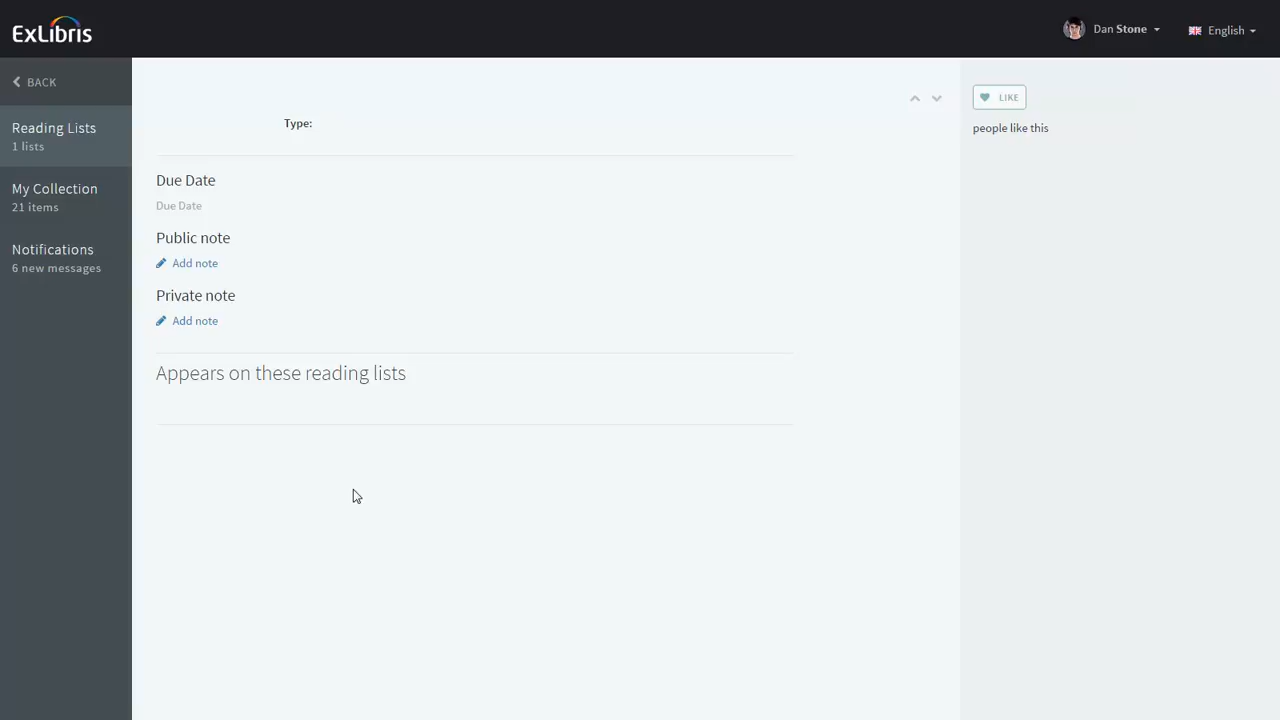 ExLibris
Dan Stone
English
BACK
Reading Lists
1 lists
My Collection
21 items
Notifications
6 new messages
Type:
Due Date
Due Date
Public note
Add note
Private note
Add note
Appears on these reading lists
LIKE
people like this